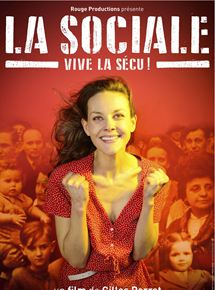 Rouge Productions présente
LA SOCIALE
VIVE LA SÉCU !
un film de Gilles Perret